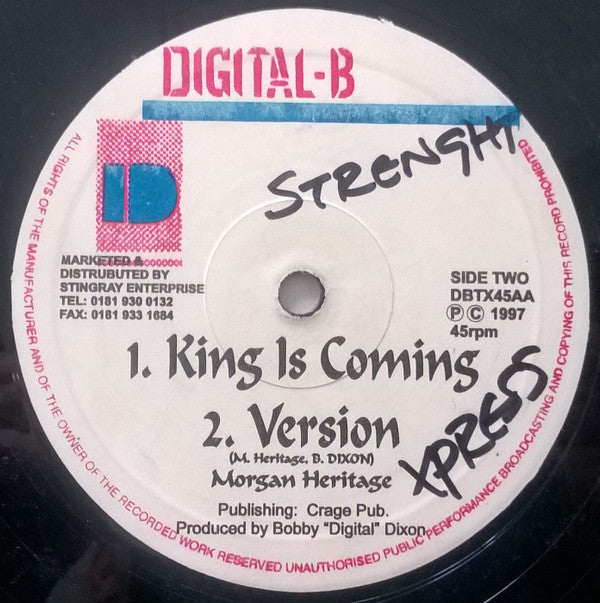 DIGITAL-B
STRENGHT
D
MARKETED &
DISTRUBUTED BY
STINGRAY ENTERPRISE
TEL: 0181 930 0132
FAX: 0181 933 1684
SIDE TWO
DBTX45AA
Ⓟ Ⓒ 1997
45rpm
1. King Is Coming
2. Version
(M. Heritage, B. DIXON)
Morgan Heritage
XPRESS
Publishing: Crage Pub.
Produced by Bobby "Digital" Dixon
ALL RIGHTS OF THE MANUFACTURER AND OF THE OWNER OF THE RECORDED WORK RESERVED UNAUTHORISED PUBLIC PERFORMANCE BROADCASTING AND COPYING OF THIS RECORD PROHIBITED